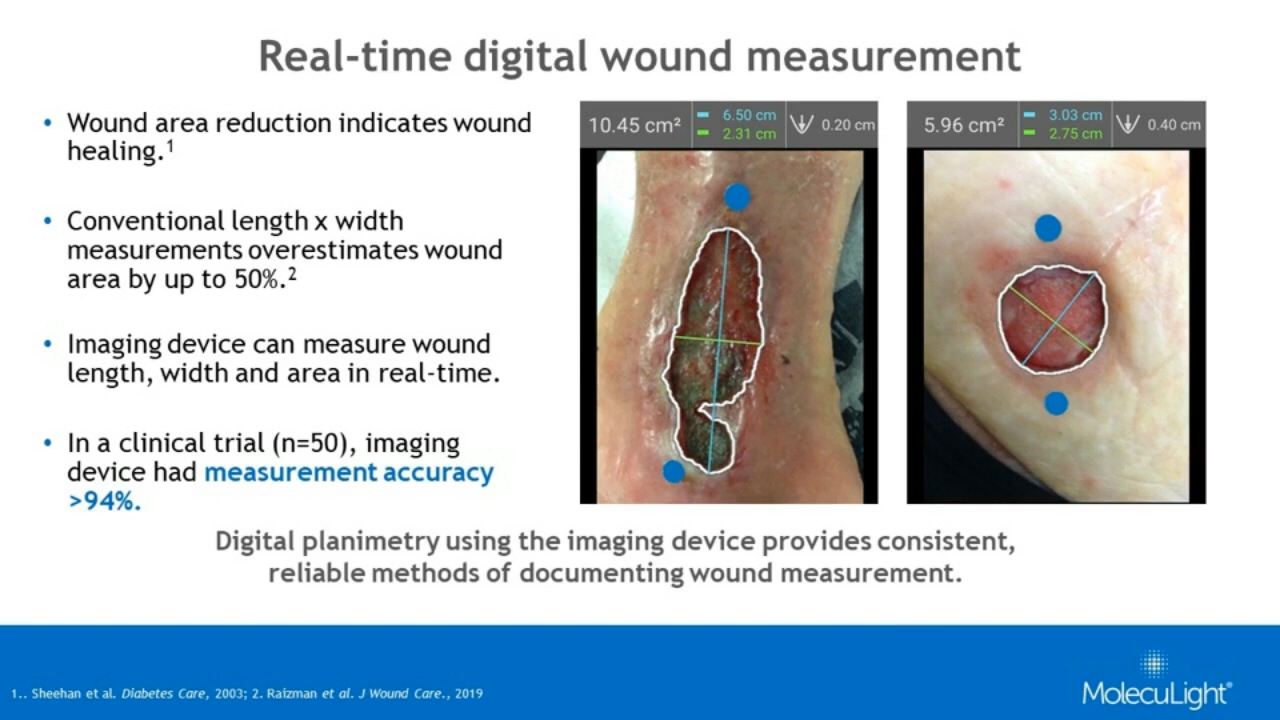 Real-time digital wound measurement
• Wound area reduction indicates wound
healing.¹
• Conventional length x width
measurements overestimates wound
area by up to 50%.²
• Imaging device can measure wound
length, width and area in real-time.
• In a clinical trial (n=50), imaging
device had measurement accuracy
>94%.
10.45 cm²
6.50 cm
2.31 cm
0.20 cm
5.96 cm²
3.03 cm
2.75 cm
0.40 cm
Digital planimetry using the imaging device provides consistent,
reliable methods of documenting wound measurement.
1.. Sheehan et al. Diabetes Care, 2003; 2. Raizman et al. J Wound Care., 2019
MolecuLight®